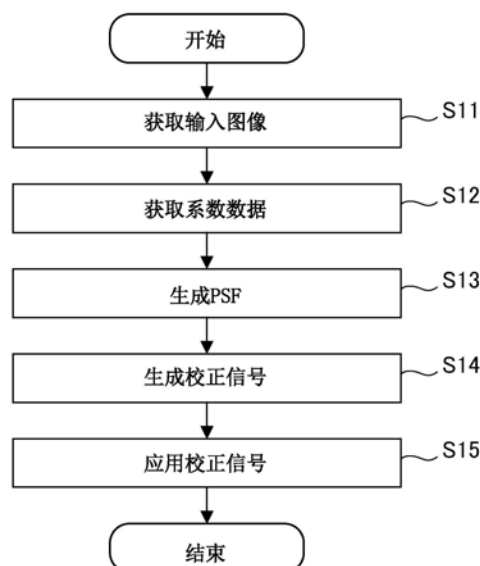 开始
获取输入图像
S11
获取系数数据
S12
生成PSF
S13
生成校正信号
S14
应用校正信号
S15
结束